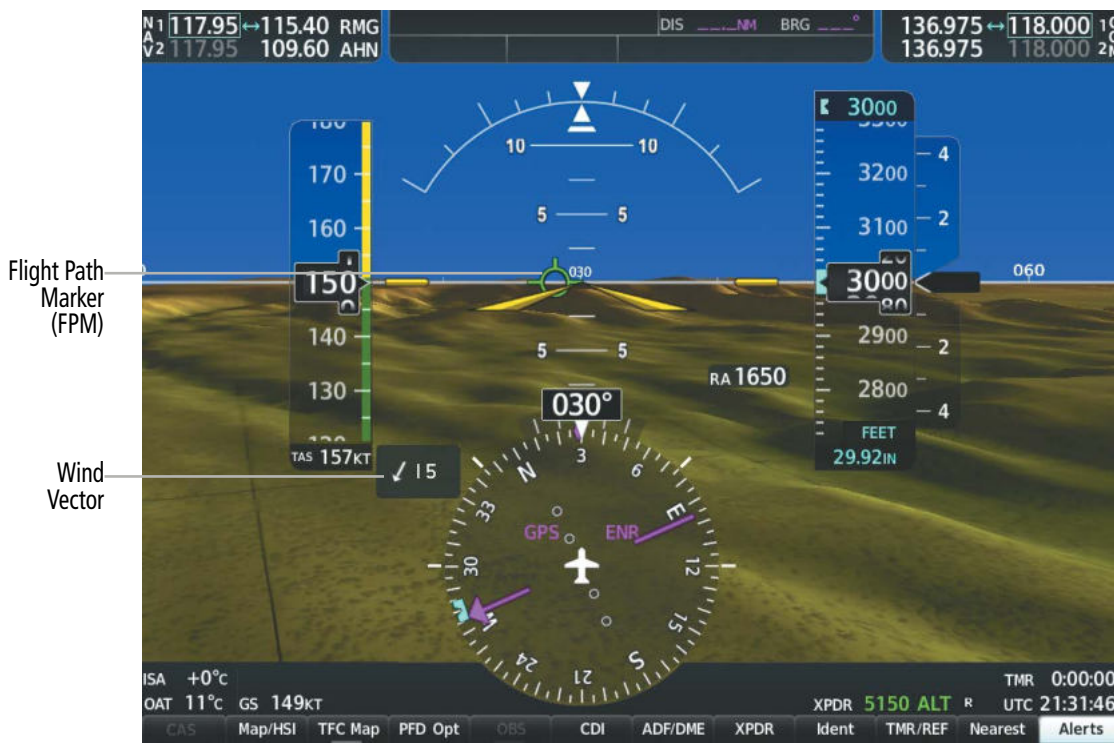 NAV1 117.95 ↔ 115.40 RMG
NAV2 117.95 109.60 AHN
DIS __._NM BRG ___°
136.975 ↔ 118.000
136.975 118.000
3000
170
160
150
140
130
TAS 157KT
10 10
5 5
030
5 5
3200
3100
3000
2900
2800
FEET
29.92IN
4
2
2
4
060
RA 1650
Flight Path
Marker
(FPM)
Wind
Vector
15
030°
N
3
6
E
12
15
S
21
24
W
30
33
GPS ENR
ISA +0°C
OAT 11°C GS 149KT
TMR 0:00:00
XPDR 5150 ALT R UTC 21:31:46
CAS Map/HSI TFC Map PFD Opt OBS CDI ADF/DME XPDR Ident TMR/REF Nearest Alerts